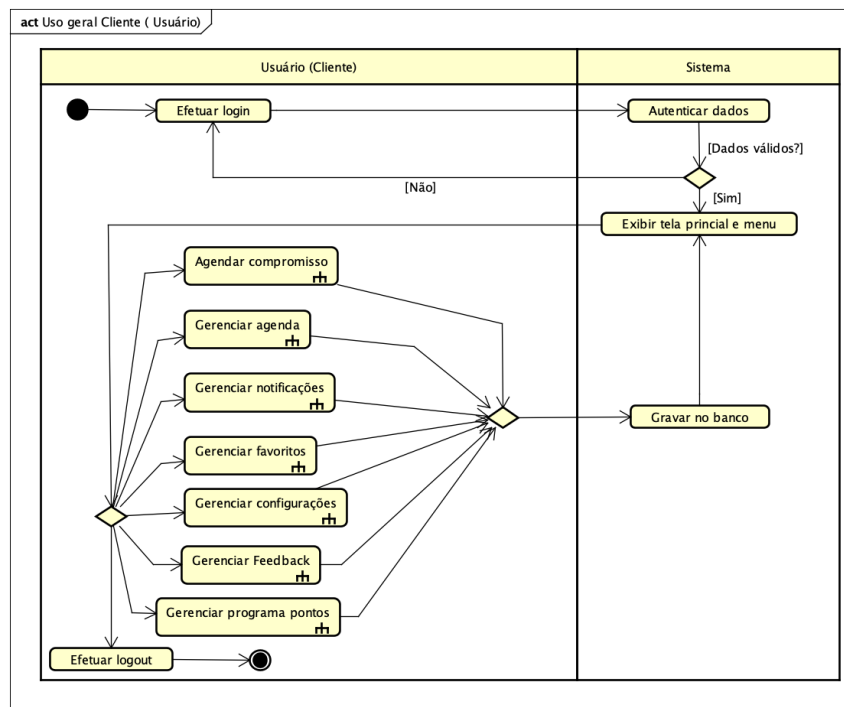 act Uso geral Cliente ( Usuário)
Usuário (Cliente)
Sistema
Efetuar login
Autenticar dados
[Dados válidos?]
[Não]
[Sim]
Exibir tela princial e menu
Agendar compromisso
Gerenciar agenda
Gerenciar notificações
Gravar no banco
Gerenciar favoritos
Gerenciar configurações
Gerenciar Feedback
Gerenciar programa pontos
Efetuar logout